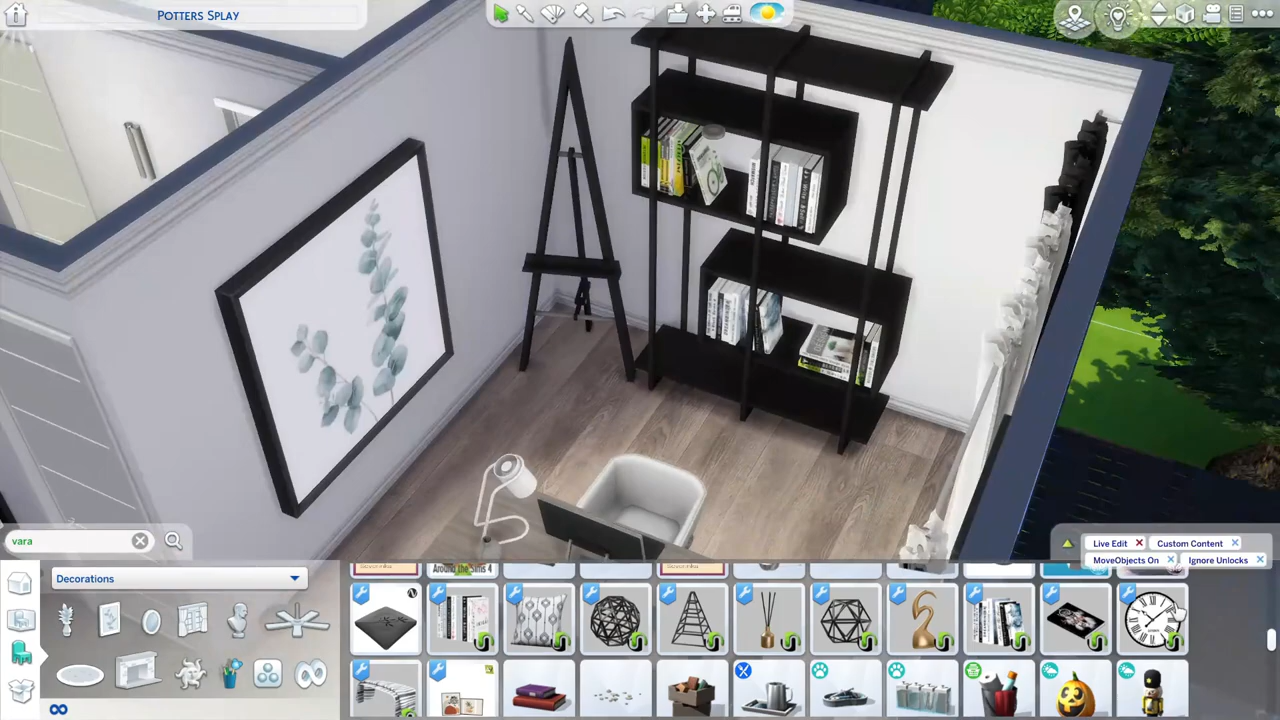 POTTERS SPLAY
vara
Live Edit
Custom Content
MoveObjects On
Ignore Unlocks
Decorations
Around the Sims 4